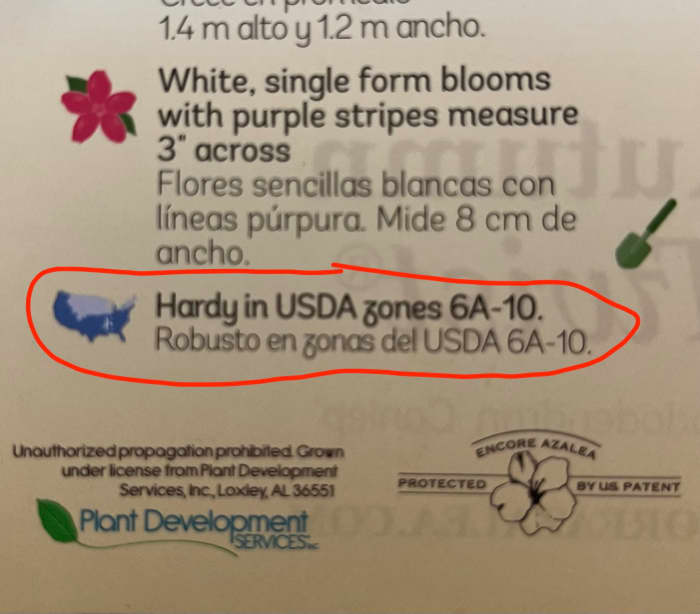 1.4 m alto y 1.2 m ancho.
White, single form blooms
with purple stripes measure
3" across
Flores sencillas blancas con
líneas púrpura. Mide 8 cm de
ancho.
Hardy in USDA zones 6A-10.
Robusto en zonas del USDA 6A-10.
Unauthorized propagation prohibited. Grown
under license from Plant Development
Services, Inc., Loxley, AL 36551
Plant Development
SERVICES INC
ENCORE AZALEA
PROTECTED BY US PATENT